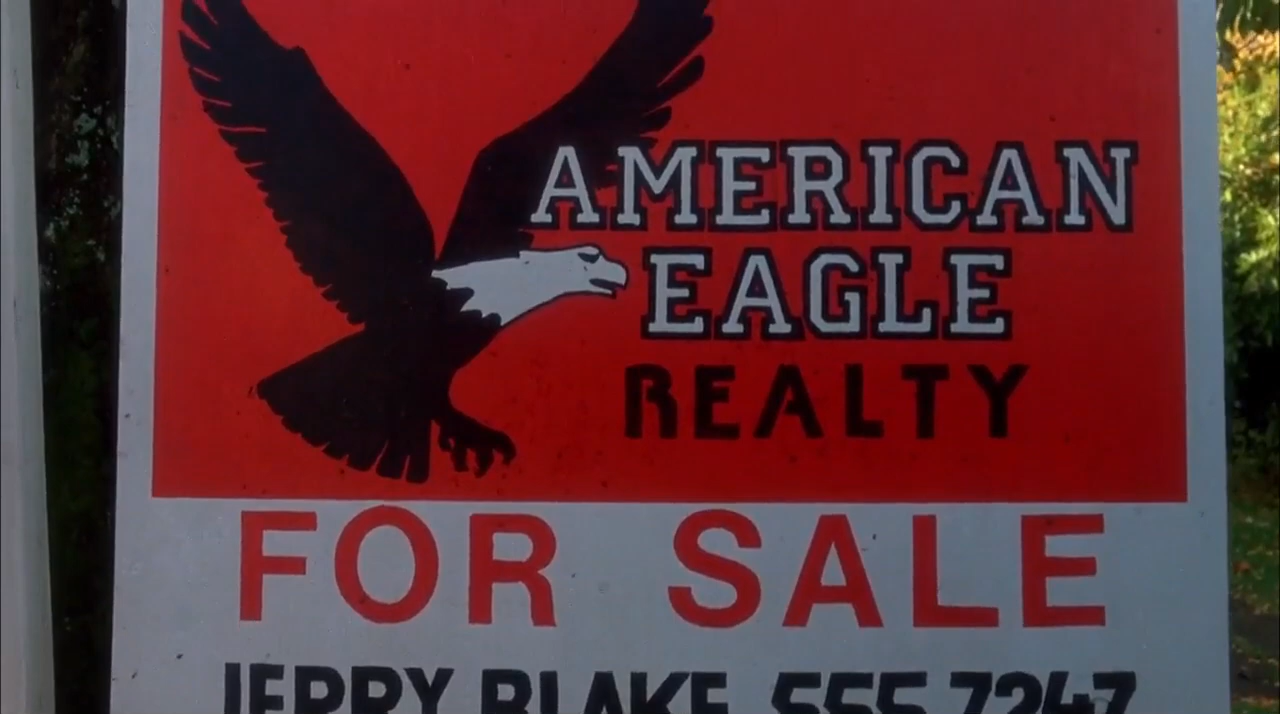 AMERICAN
EAGLE
REALTY
FOR SALE
JERRY BLAKE 555.7247